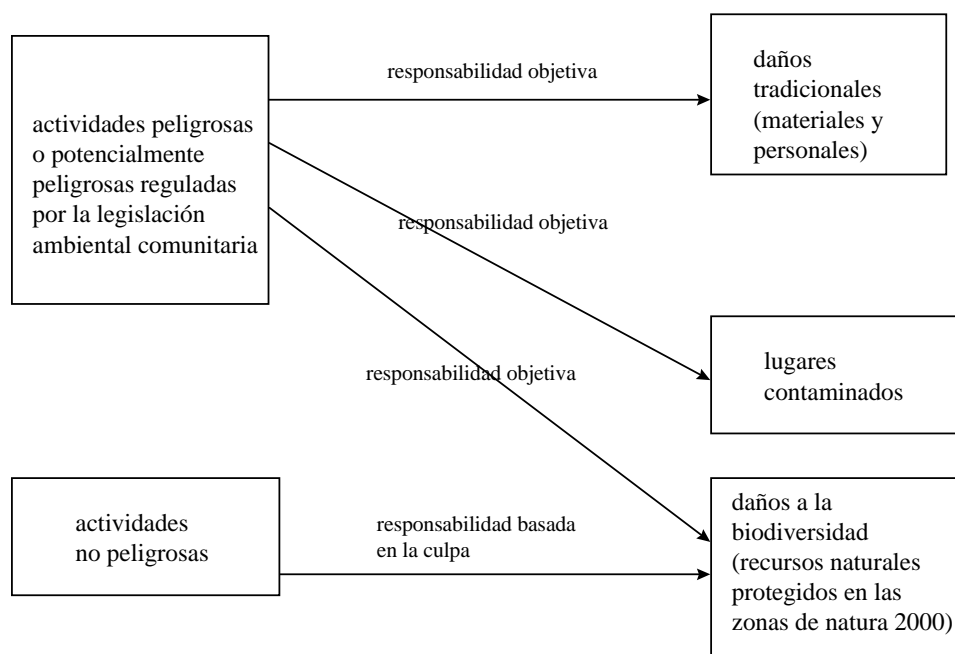 actividades peligrosas
o potencialmente
peligrosas reguladas
por la legislación
ambiental comunitaria
responsabilidad objetiva
daños
tradicionales
(materiales y
personales)
responsabilidad objetiva
lugares
contaminados
responsabilidad objetiva
actividades
no peligrosas
responsabilidad basada
en la culpa
daños a la
biodiversidad
(recursos naturales
protegidos en las
zonas de natura 2000)